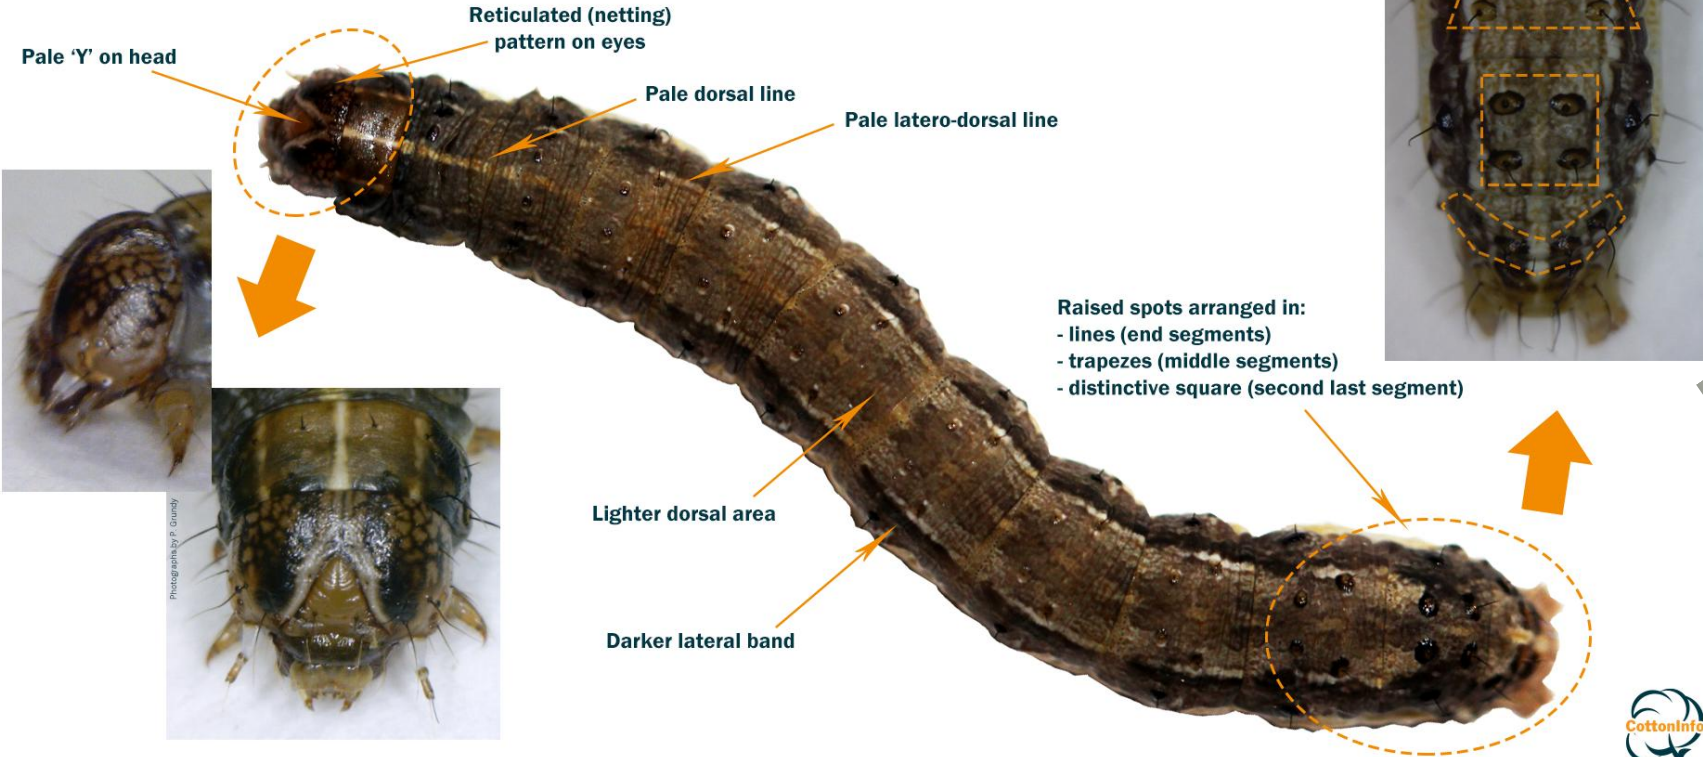 Reticulated (netting)
pattern on eyes
Pale ‘Y’ on head
Pale dorsal line
Pale latero-dorsal line
Raised spots arranged in:
- lines (end segments)
- trapezes (middle segments)
- distinctive square (second last segment)
Lighter dorsal area
Darker lateral band
Photographs by P. Grundy
CottonInfo